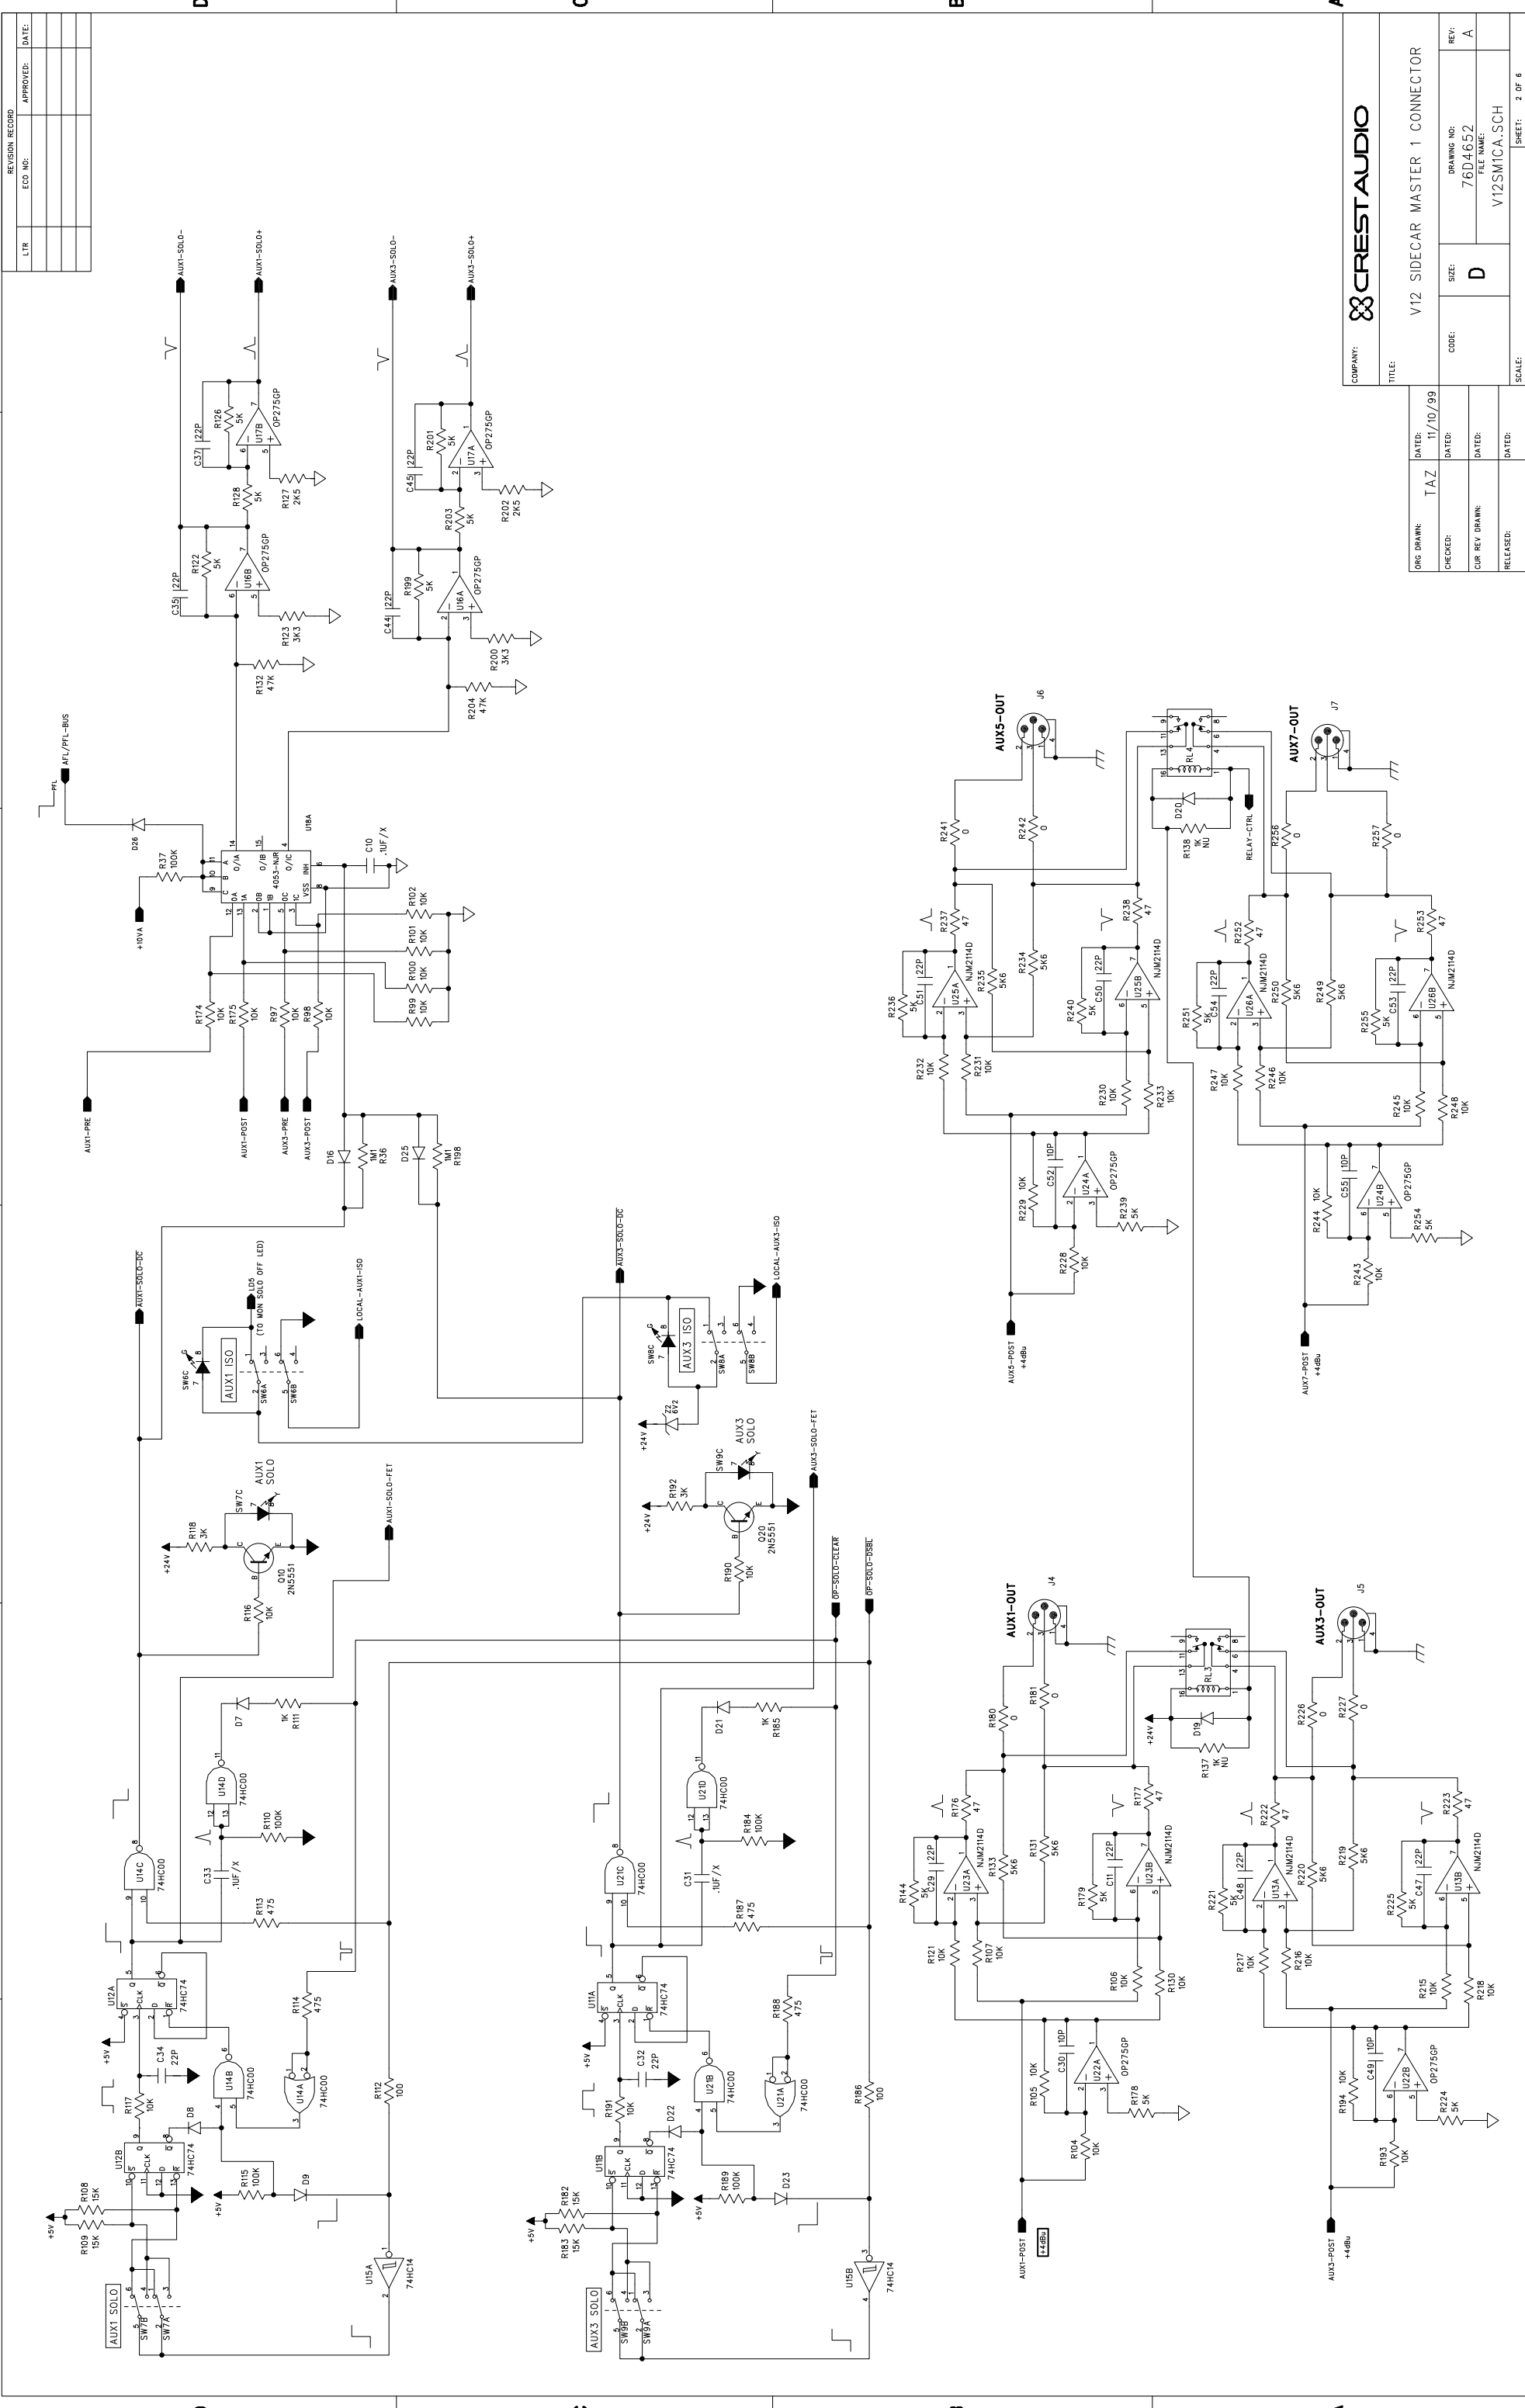 REVISION RECORD
LTR
ECO NO:
APPROVED:
DATE:
D
C
B
A
AUX1-SOLO-
AUX1-SOLO+
AUX3-SOLO-
AUX3-SOLO+
C37 22P
R126
5K
U17B
OP275GP
R128
5K
R127
2K5
C35 22P
R122
5K
U16B
OP275GP
R123
3K3
R132
47K
C45 22P
R201
5K
U17A
OP275GP
R203
5K
R202
2K5
C44 22P
R199
5K
U16A
OP275GP
R200
3K3
R204
47K
PFL
AFL/PFL-BUS
D26
R37
100K
+10VA
U18A
4053-NJR
O/IA
O/IB
O/IC
INH
VSS
C10
.1UF/X
R102
10K
R101
10K
R100
10K
R99
10K
R174
10K
R175
10K
R97
10K
R98
10K
AUX1-PRE
AUX1-POST
AUX3-PRE
AUX3-POST
D16
1M1
R36
D25
1M1
R198
AUX1-SOLO-DC
LD5
(TO MON SOLO OFF LED)
LOCAL-AUX1-ISO
SW6C
AUX1 ISO
SW6A
SW6B
AUX3-SOLO-DC
LOCAL-AUX3-ISO
SW8C
AUX3 ISO
SW8A
SW8B
Z2
6V2
+24V
AUX1
SOLO
SW7C
R118
3K
+24V
Q10
2N5551
R116
10K
AUX1-SOLO-FET
AUX3
SOLO
SW9C
R192
3K
+24V
Q20
2N5551
R190
10K
AUX3-SOLO-FET
OP-SOLO-CLEAR
OP-SOLO-DSBL
D7
1K
R111
U14D
74HC00
R110
100K
C33
.1UF/X
U14C
74HC00
R113
475
U12A
74HC74
+5V
R114
475
C34
22P
R117
10K
U14B
74HC00
U14A
74HC00
R112
100
U12B
74HC74
D8
R115
100K
D9
+5V
R108
15K
R109
15K
+5V
U15A
74HC14
AUX1 SOLO
SW7B
SW7A
D21
1K
R185
U21D
74HC00
R184
100K
C31
.1UF/X
U21C
74HC00
R187
475
U11A
74HC74
+5V
R188
475
C32
22P
R191
10K
U21B
74HC00
U21A
74HC00
R186
100
U11B
74HC74
D22
R189
100K
D23
+5V
R182
15K
R183
15K
+5V
U15B
74HC14
AUX3 SOLO
SW9B
SW9A
AUX5-OUT
J6
R241
0
R242
0
RL4
D20
R138
1K
NU
RELAY-CTRL
AUX7-OUT
J7
R256
0
R257
0
R237
47
R238
47
R236
5K
C51 22P
U25A
NJM2114D
R235
5K6
R234
5K6
R240
5K
C50 22P
U25B
NJM2114D
R232
10K
R231
10K
R230
10K
R233
10K
R229 10K
C52 10P
U24A
OP275GP
R239
5K
R228
10K
AUX5-POST
+4dBu
R252
47
R253
47
R251
5K
C54 22P
U26A
NJM2114D
R250
5K6
R249
5K6
R255
5K
C53 22P
U26B
NJM2114D
R247
10K
R246
10K
R245
10K
R248
10K
R244 10K
C55 10P
U24B
OP275GP
R254
5K
R243
10K
AUX7-POST
+4dBu
AUX1-OUT
J4
R180
0
R181
0
RL3
D19
+24V
R137
1K
NU
AUX3-OUT
J5
R226
0
R227
0
R176
47
R177
47
R144
5K
C29 22P
U23A
NJM2114D
R133
5K6
R131
5K6
R179
5K
C11 22P
U23B
NJM2114D
R121
10K
R107
10K
R106
10K
R130
10K
R105 10K
C30 10P
U22A
OP275GP
R178
5K
R104
10K
AUX1-POST
+4dBu
R222
47
R223
47
R221
5K
C48 22P
U13A
NJM2114D
R220
5K6
R219
5K6
R225
5K
C47 22P
U13B
NJM2114D
R217
10K
R216
10K
R215
10K
R218
10K
R194 10K
C49 10P
U22B
OP275GP
R224
5K
R193
10K
AUX3-POST
+4dBu
COMPANY:
CREST AUDIO
TITLE:
V12 SIDECAR MASTER 1 CONNECTOR
ORG DRAWN:
TAZ
DATED:
11/10/99
CHECKED:
DATED:
CUR REV DRAWN:
DATED:
RELEASED:
DATED:
CODE:
SIZE:
D
DRAWING NO:
76D4652
REV:
A
FILE NAME:
V12SM1CA.SCH
SCALE:
SHEET: 2 OF 6